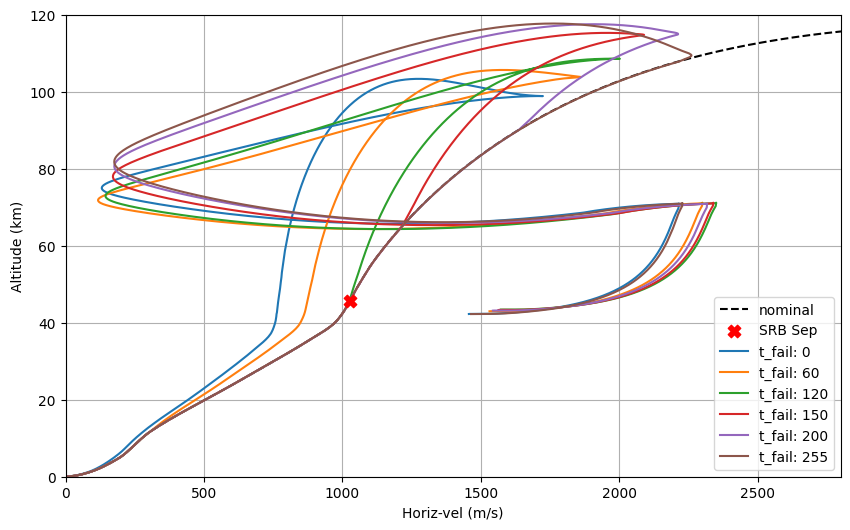 120
100
80
60
40
20
0
Altitude (km)
0
500
1000
1500
2000
2500
Horiz-vel (m/s)
nominal
SRB Sep
t_fail: 0
t_fail: 60
t_fail: 120
t_fail: 150
t_fail: 200
t_fail: 255